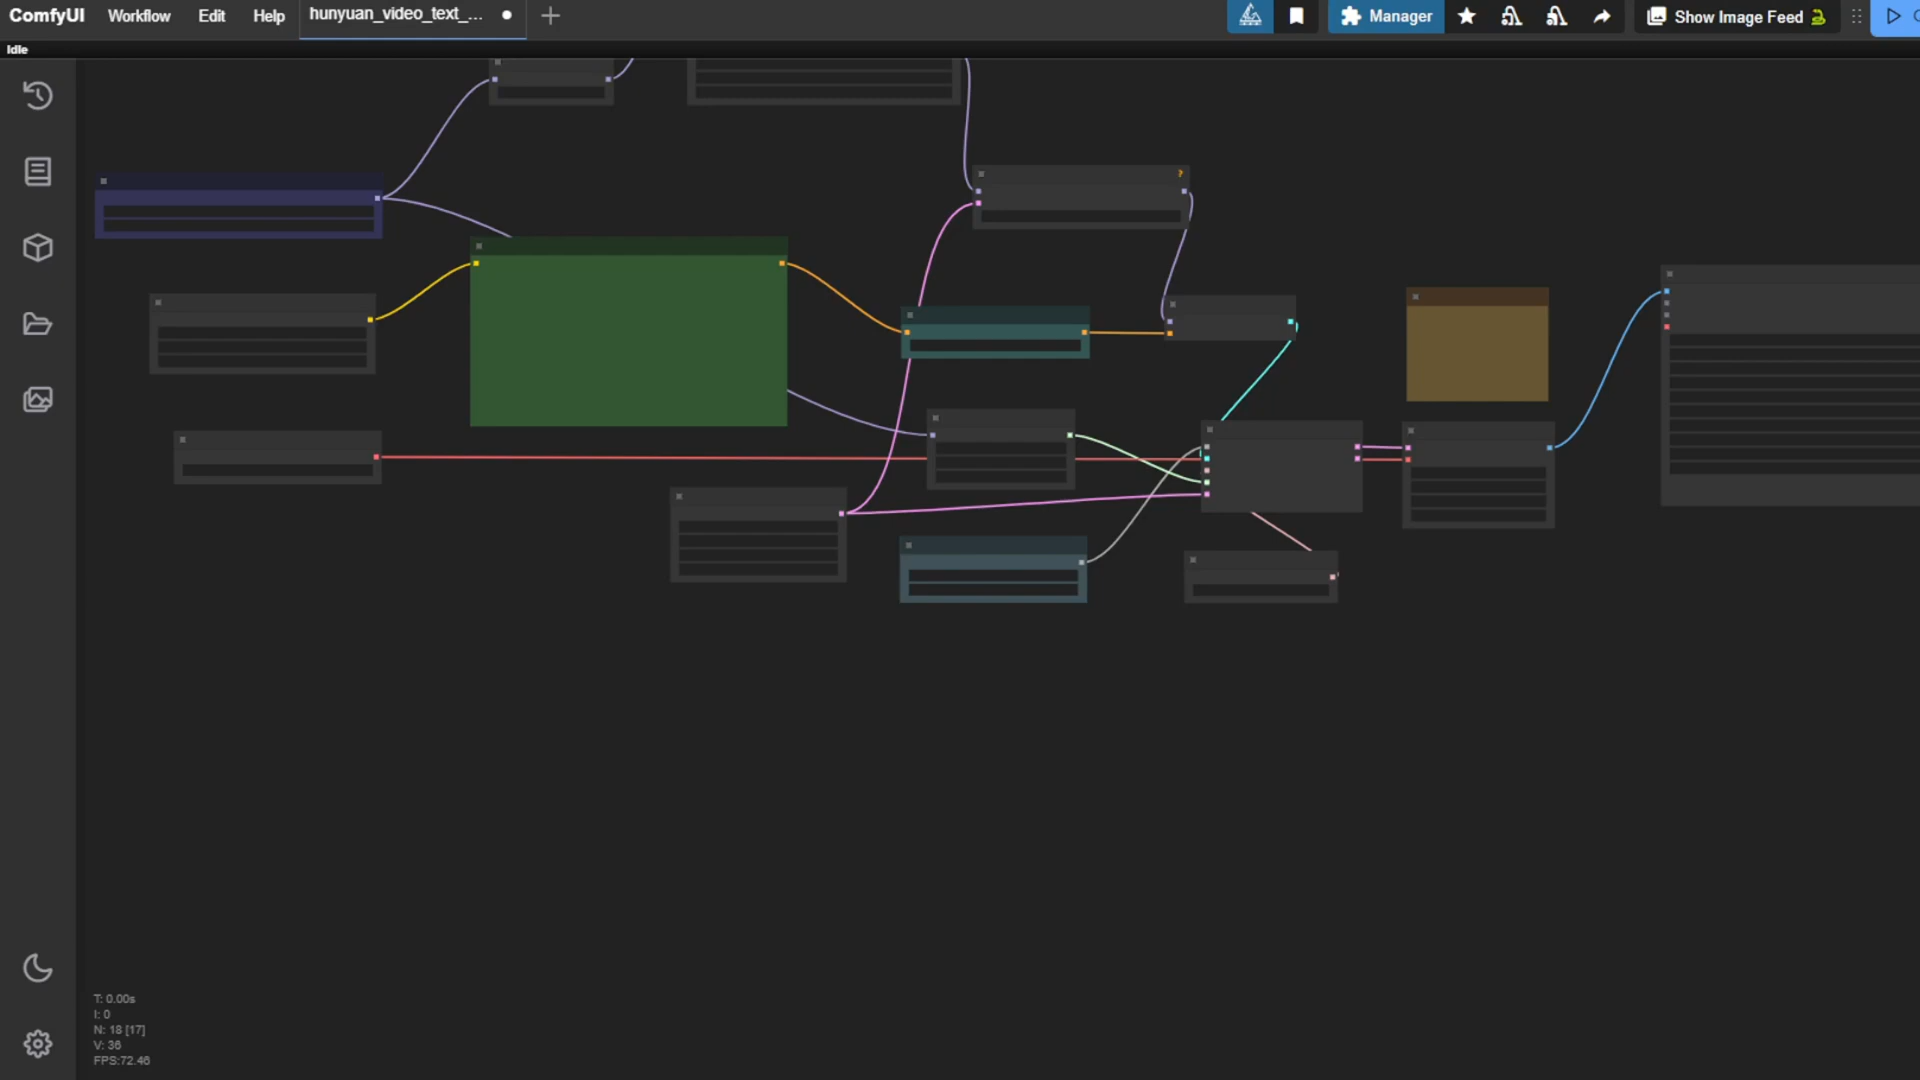 ComfyUI Workflow Edit Help hunyuan_video_text_... Manager Show Image Feed
Idle
T: 0.00s
I: 0
N: 18 [17]
V: 36
FPS:72.46